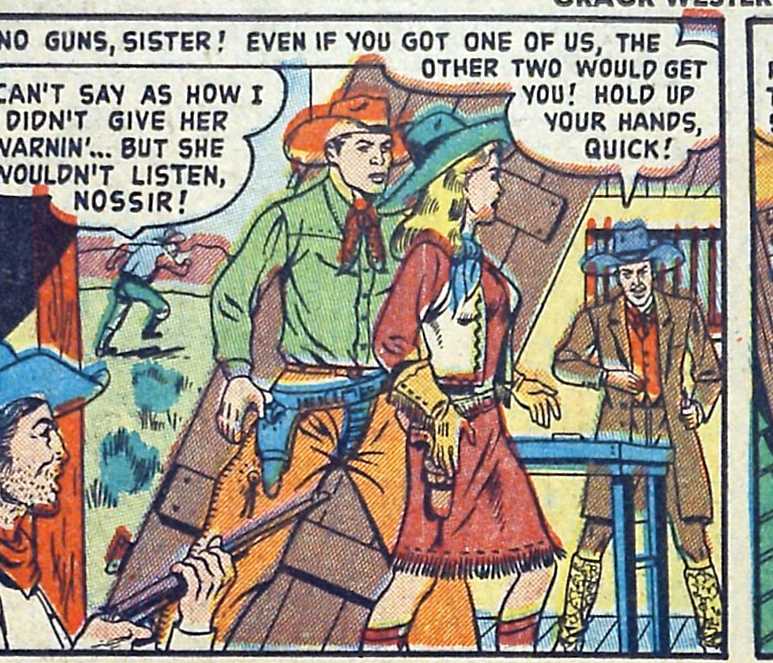 NO GUNS, SISTER! EVEN IF YOU GOT ONE OF US, THE
OTHER TWO WOULD GET
YOU! HOLD UP
YOUR HANDS,
QUICK!
CAN'T SAY AS HOW I
DIDN'T GIVE HER
WARNIN'... BUT SHE
WOULDN'T LISTEN,
NOSSIR!